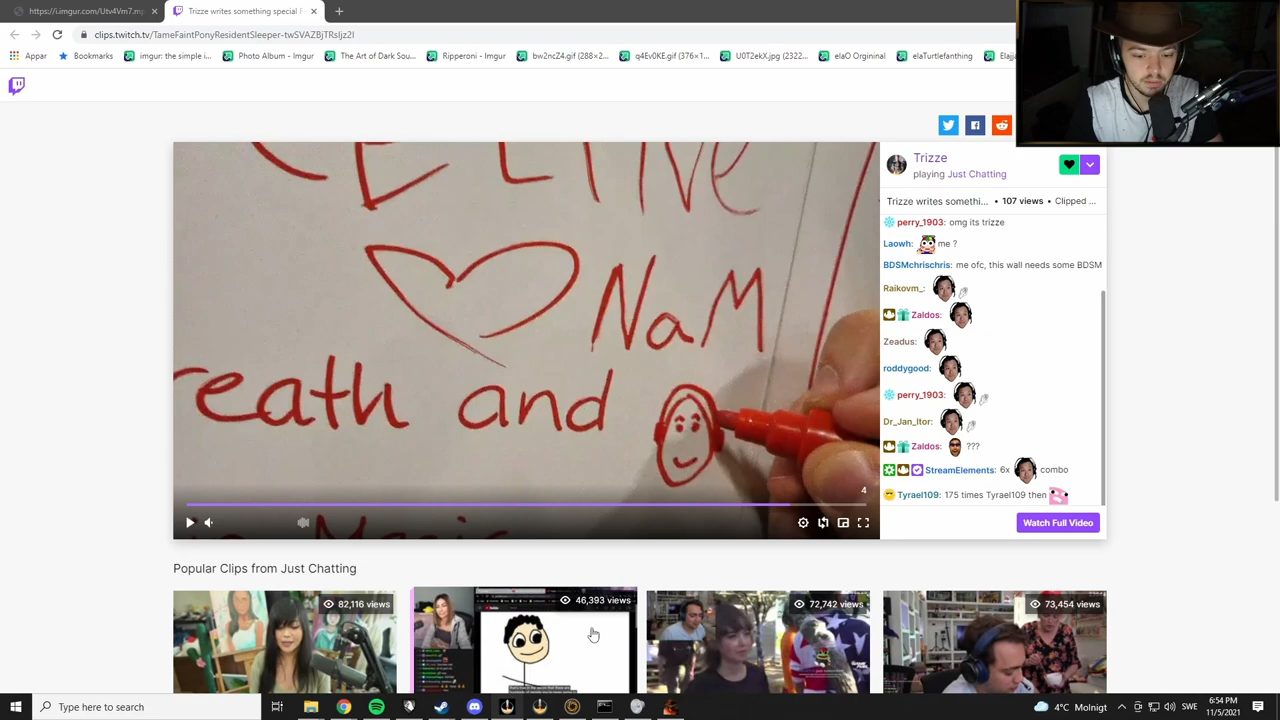 https://i.imgur.com/Utv4Vm7.mp
Trizze writes something special F
clips.twitch.tv/TameFaintPonyResidentSleeper-twSVAZBjTRsIjz2I
Appar
Bookmarks
imgur: the simple i...
Photo Album - Imgur
The Art of Dark Sou...
Ripperoni - Imgur
bw2ncZ4.gif (288×2...
q4Ev0KE.gif (376×1...
U0T2ekX.jpg (2322...
elaO Orgininal
elaTurtlefanthing
Elajj
Trizze
playing Just Chatting
Trizze writes somethi... • 107 views • Clipped ...
perry_1903: omg its trizze
Laowh: me ?
BDSMchrischris: me ofc, this wall needs some BDSM
Raikovm_:
Zaldos:
Zeadus:
roddygood:
perry_1903:
Dr_Jan_Itor:
Zaldos: ???
StreamElements: 6x combo
Tyrael109: 175 times Tyrael109 then
Watch Full Video
NaM
eath and
4
Popular Clips from Just Chatting
82,116 views
46,393 views
72,742 views
73,454 views
Type here to search
4°C Molnigt
SWE
6:54 PM
11/5/2021